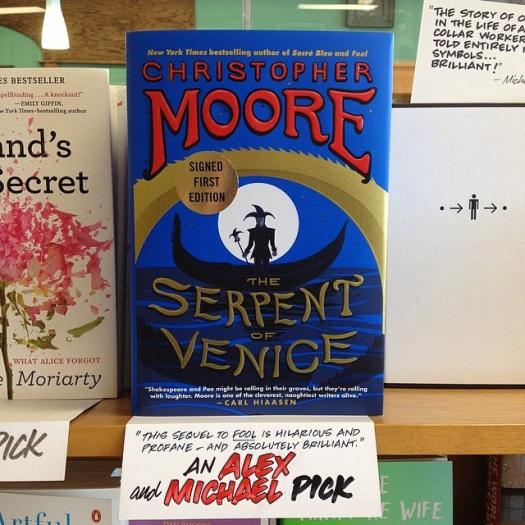 "THE STORY OF
IN THE LIFE OF A
COLLAR WORKER
TOLD ENTIRELY
SYMBOLS...
BRILLIANT!"
S BESTSELLER
pellbinding ... A knockout!"
—EMILY GIFFIN,
York Times–bestselling author
and's
Secret
WHAT ALICE FORGOT
Moriarty
New York Times bestselling author of Sacré Bleu and Fool
CHRISTOPHER
MOORE
SIGNED
FIRST
EDITION
THE
SERPENT
OF
VENICE
"Shakespeare and Poe might be rolling in their graves, but they're rolling
with laughter. Moore is one of the cleverest, naughtiest writers alive."
—CARL HIAASEN
PICK
"THIS SEQUEL TO FOOL IS HILARIOUS AND
PROFANE – AND ABSOLUTELY BRILLIANT."
AN ALEX
and MICHAEL PICK
Artful
WIFE